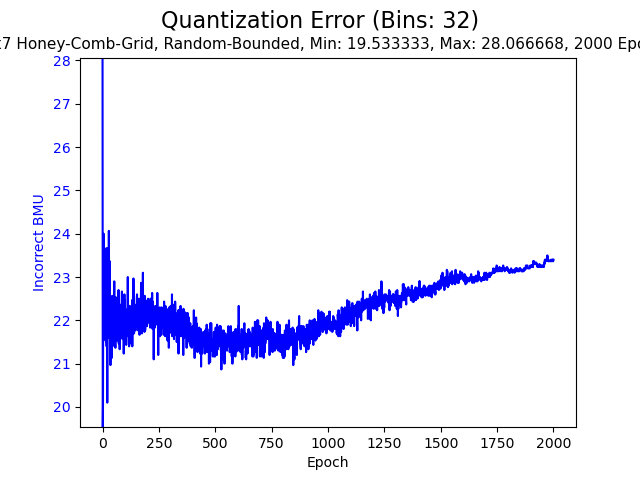 Quantization Error (Bins: 32)
7 Honey-Comb-Grid, Random-Bounded, Min: 19.533333, Max: 28.066668, 2000
28
27
26
25
24
23
22
21
20
Incorrect BMU
0 250 500 750 1000 1250 1500 1750 2000
Epoch